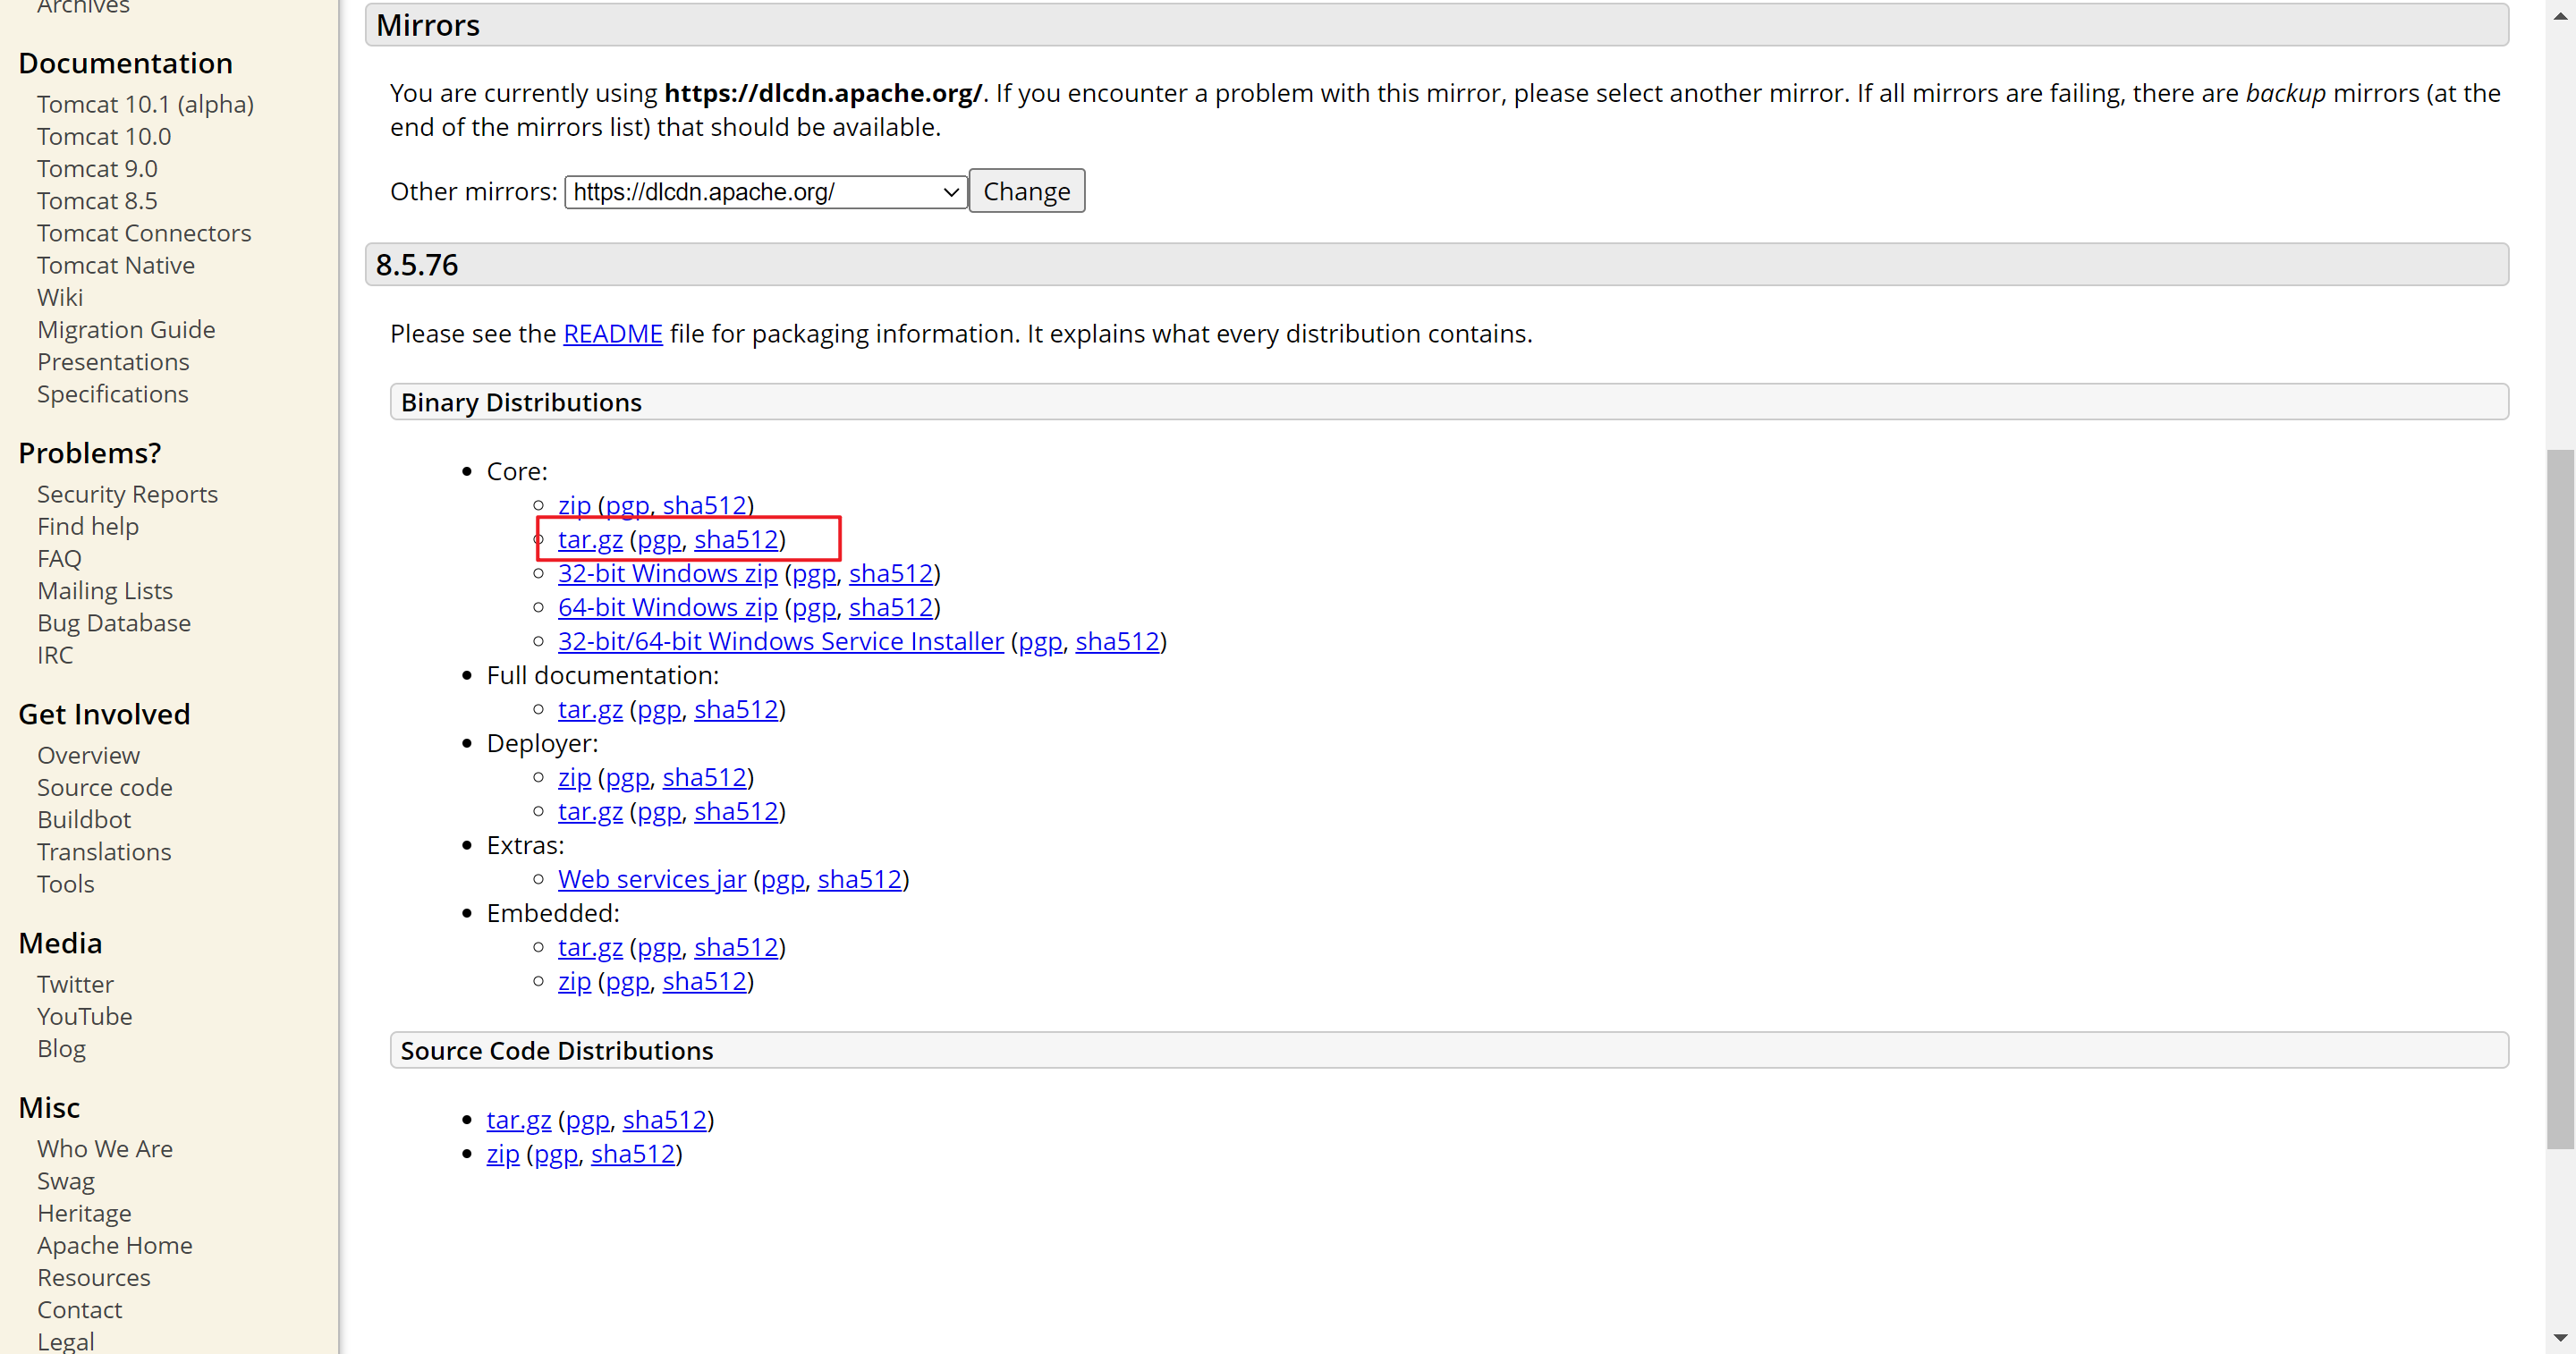 Archives
Documentation
Tomcat 10.1 (alpha)
Tomcat 10.0
Tomcat 9.0
Tomcat 8.5
Tomcat Connectors
Tomcat Native
Wiki
Migration Guide
Presentations
Specifications
Problems?
Security Reports
Find help
FAQ
Mailing Lists
Bug Database
IRC
Get Involved
Overview
Source code
Buildbot
Translations
Tools
Media
Twitter
YouTube
Blog
Misc
Who We Are
Swag
Heritage
Apache Home
Resources
Contact
Legal
Mirrors
You are currently using https://dlcdn.apache.org/. If you encounter a problem with this mirror, please select another mirror. If all mirrors are failing, there are backup mirrors (at the
end of the mirrors list) that should be available.
Other mirrors: https://dlcdn.apache.org/ Change
8.5.76
Please see the README file for packaging information. It explains what every distribution contains.
Binary Distributions
Core:
zip (pgp, sha512)
tar.gz (pgp, sha512)
32-bit Windows zip (pgp, sha512)
64-bit Windows zip (pgp, sha512)
32-bit/64-bit Windows Service Installer (pgp, sha512)
Full documentation:
tar.gz (pgp, sha512)
Deployer:
zip (pgp, sha512)
tar.gz (pgp, sha512)
Extras:
Web services jar (pgp, sha512)
Embedded:
tar.gz (pgp, sha512)
zip (pgp, sha512)
Source Code Distributions
tar.gz (pgp, sha512)
zip (pgp, sha512)